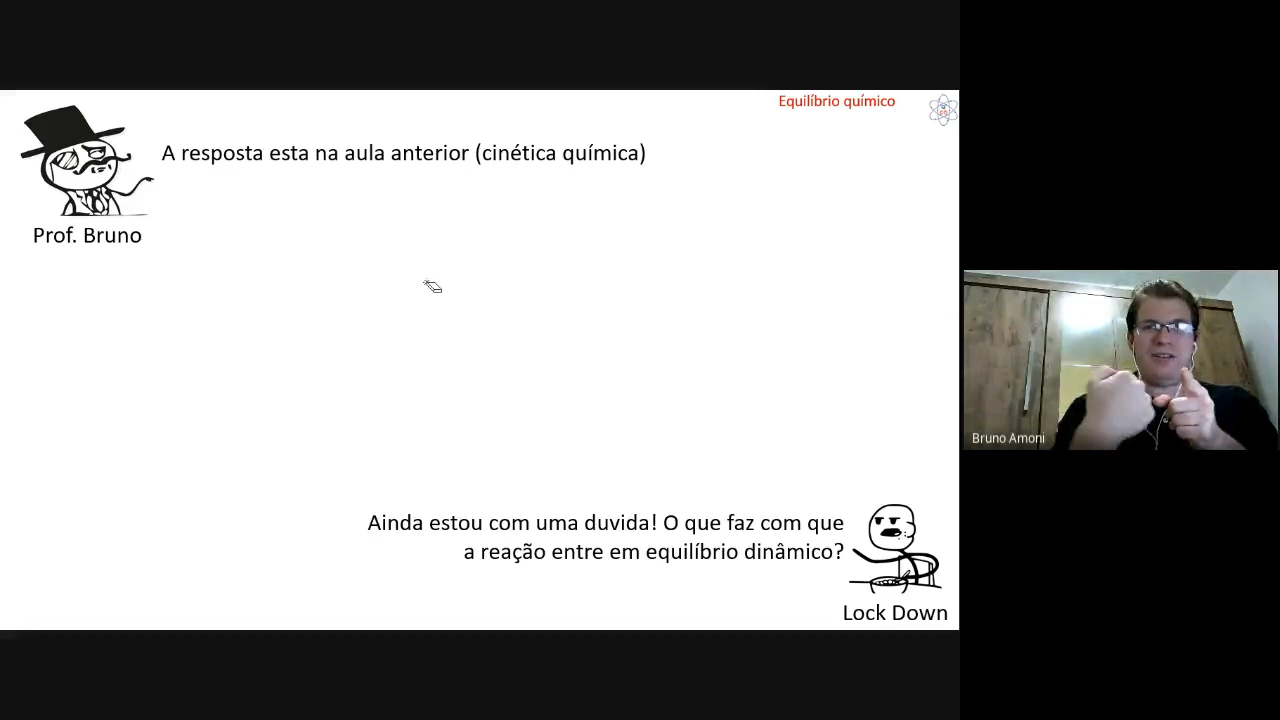 Equilíbrio químico
A resposta esta na aula anterior (cinética química)
Prof. Bruno
Bruno Amoni
Ainda estou com uma duvida! O que faz com que
a reação entre em equilíbrio dinâmico?
Lock Down